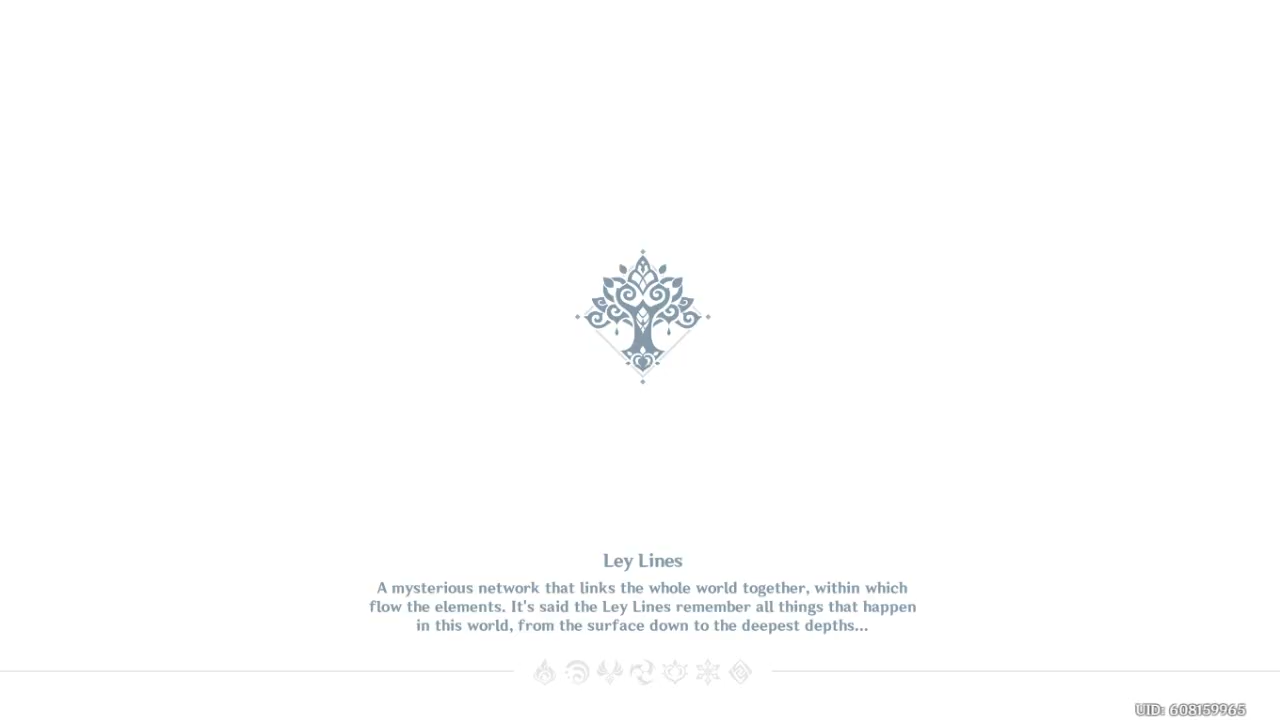 Ley Lines
A mysterious network that links the whole world together, within which
flow the elements. It's said the Ley Lines remember all things that happen
in this world, from the surface down to the deepest depths...
UID: 608159965